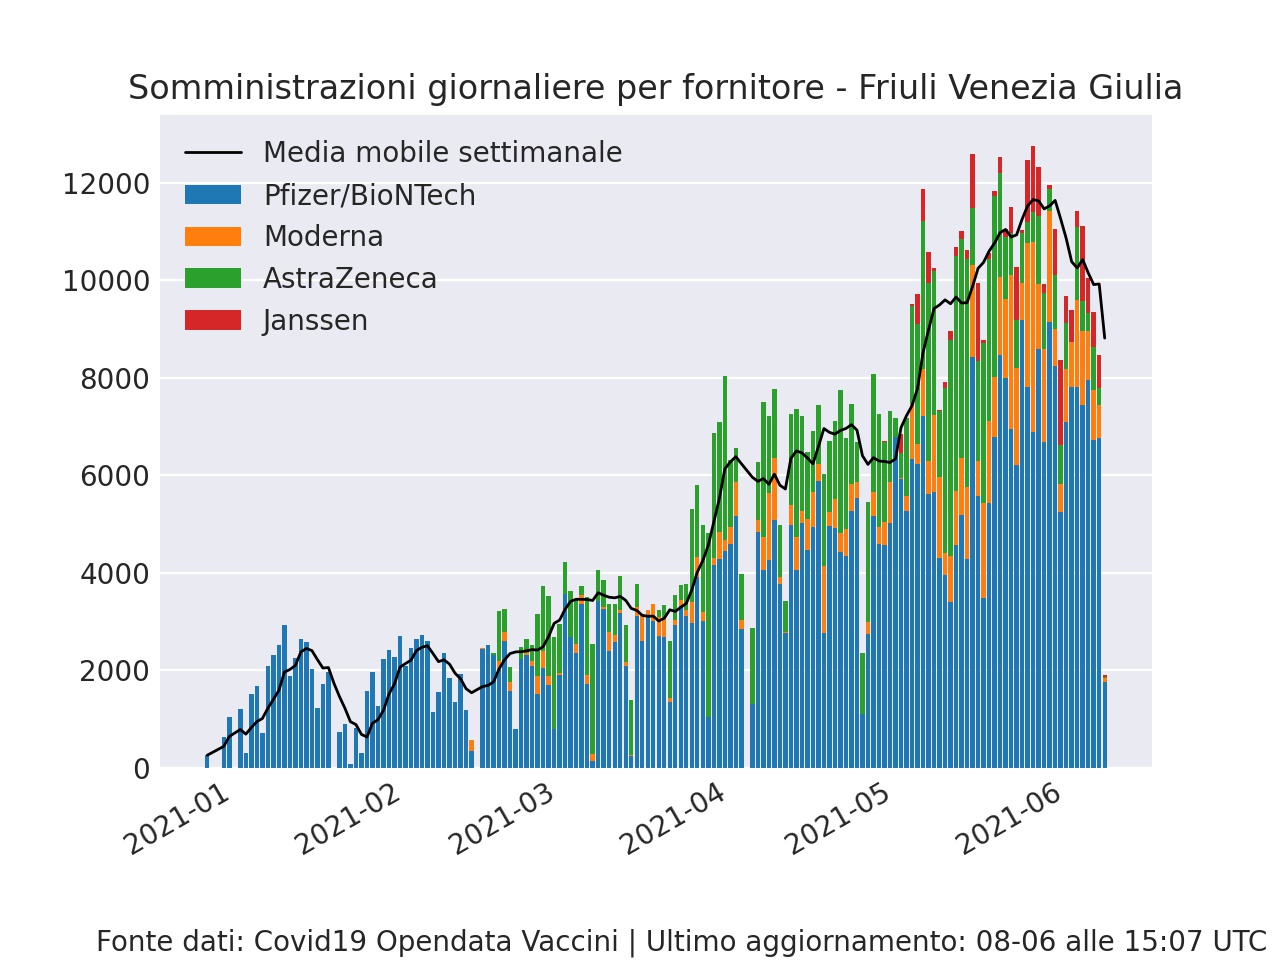 Somministrazioni giornaliere per fornitore - Friuli Venezia Giulia
Media mobile settimanale
Pfizer/BioNTech
Moderna
AstraZeneca
Janssen
12000
10000
8000
6000
4000
2000
0
2021-01
2021-02
2021-03
2021-04
2021-05
2021-06
Fonte dati: Covid19 Opendata Vaccini | Ultimo aggiornamento: 08-06 alle 15:07 UTC